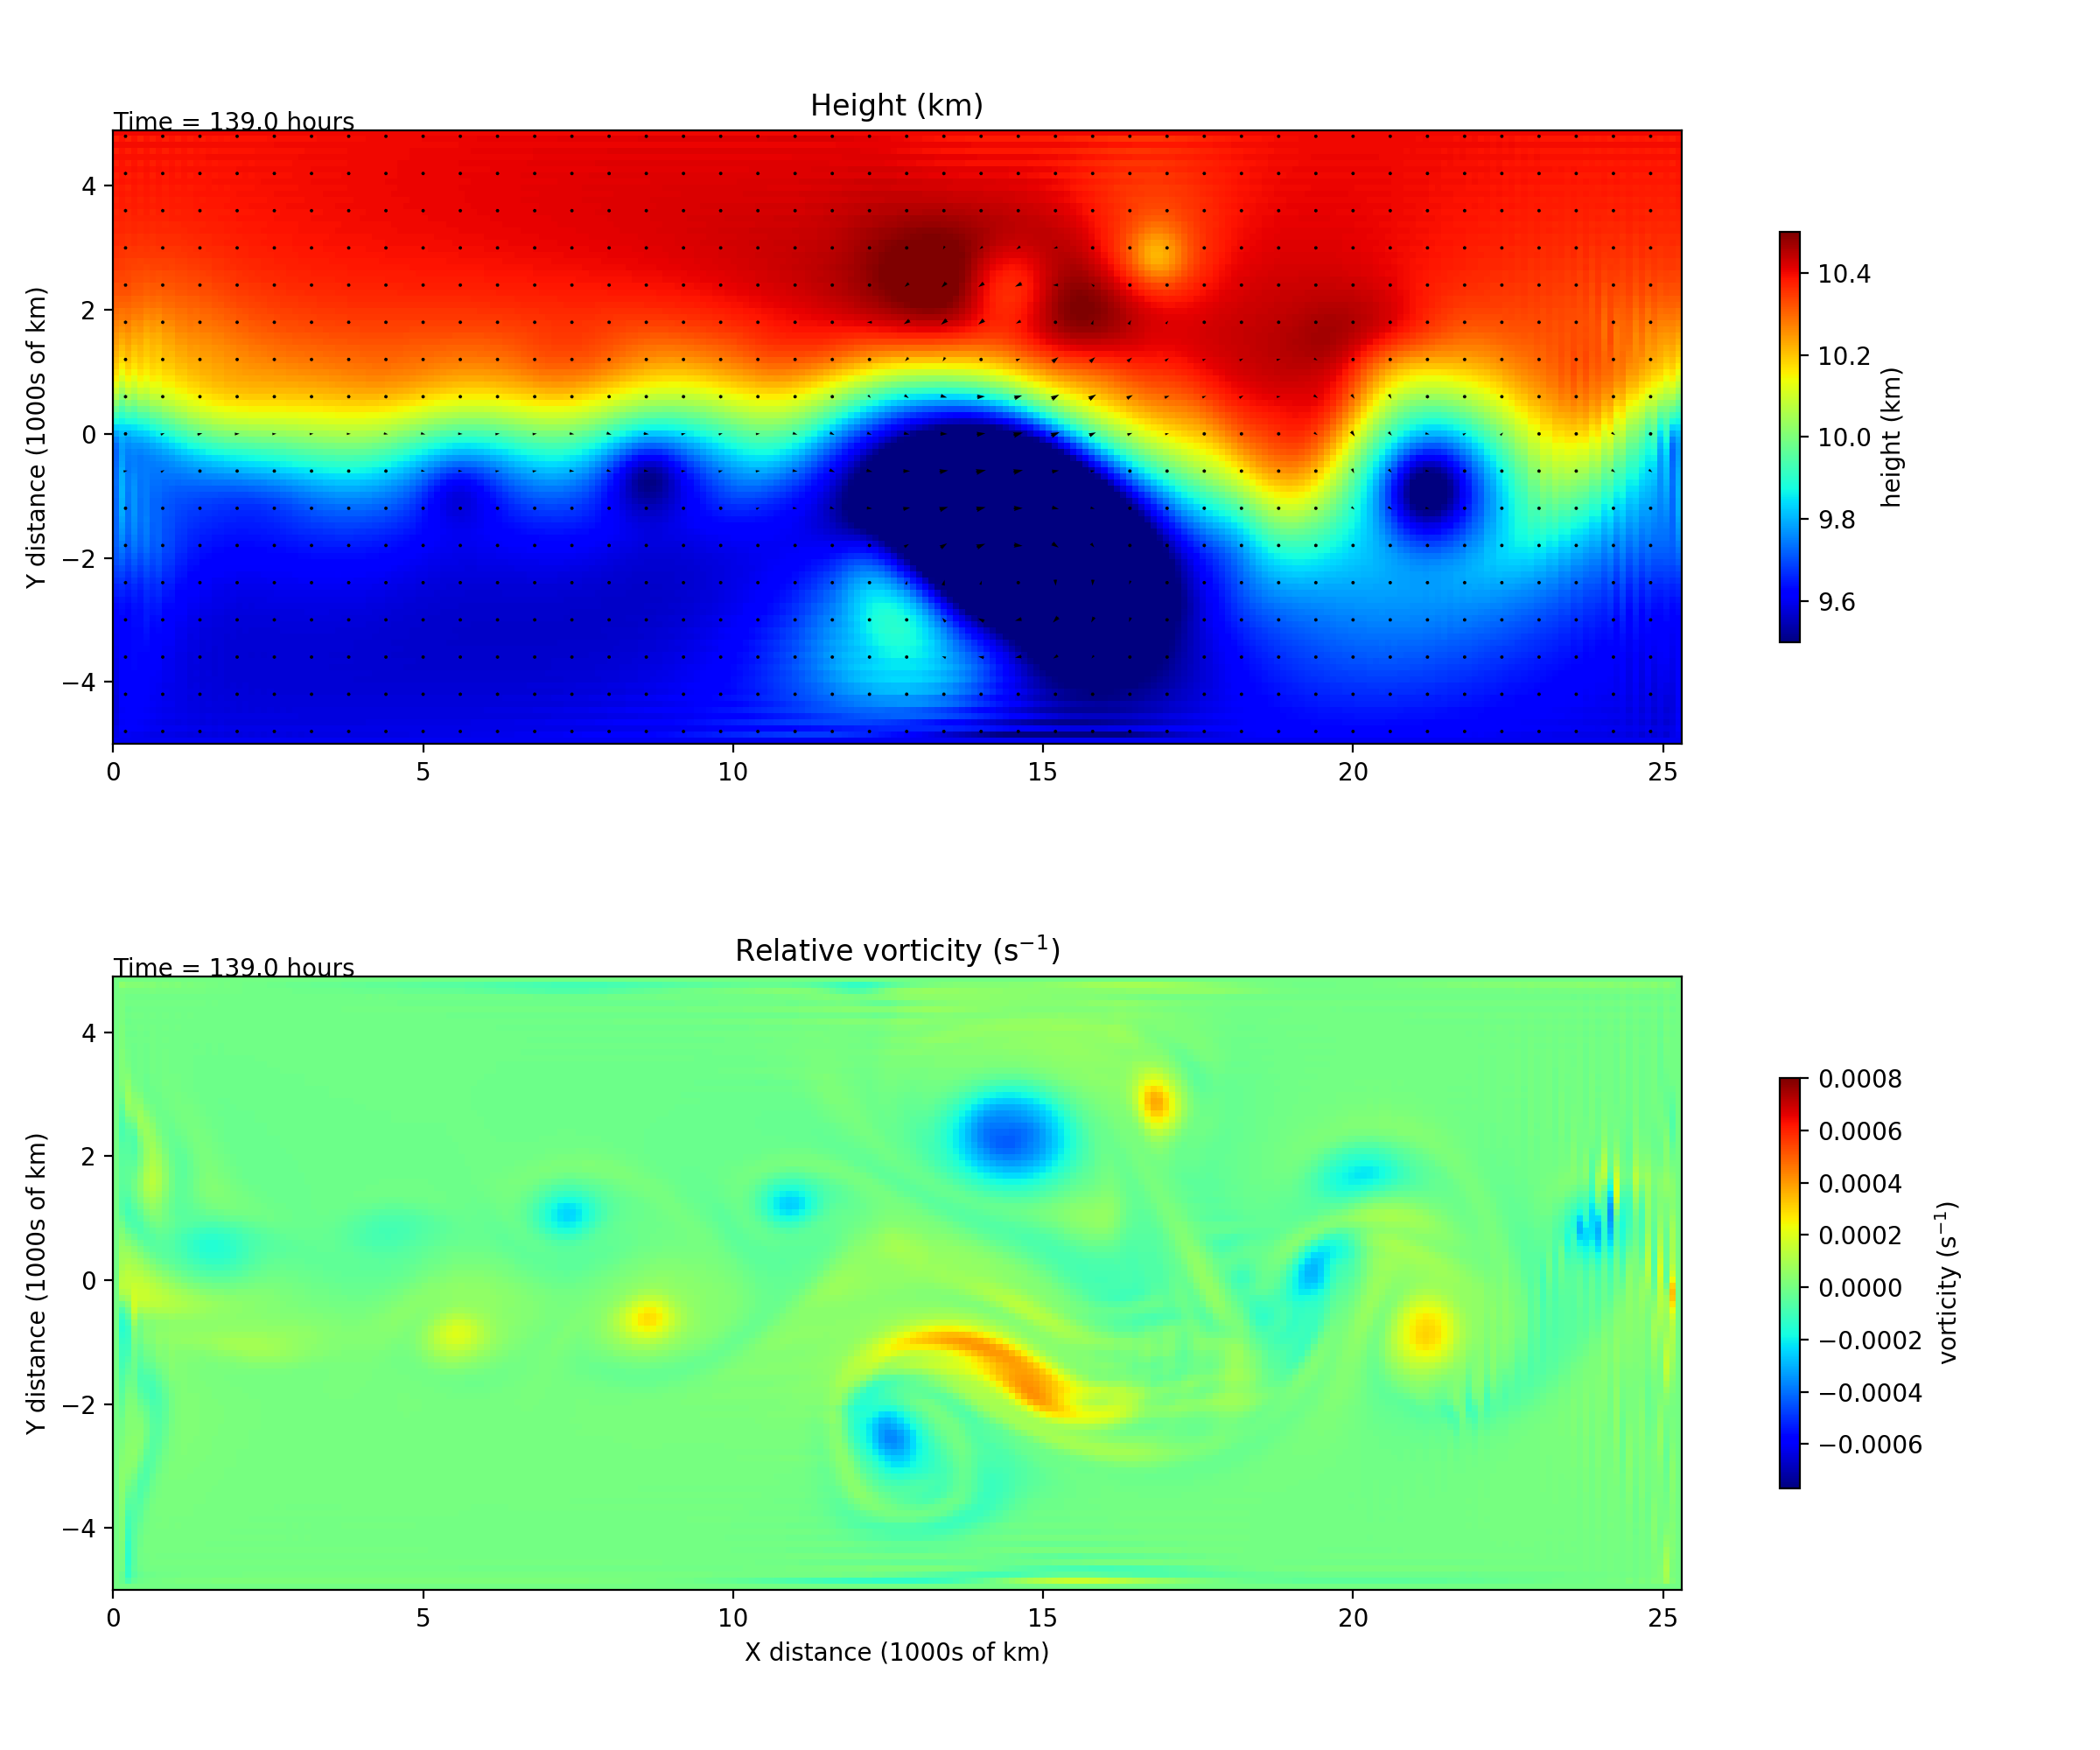 Height (km)
Time = 139.0 hours
Y distance (1000s of km)
4
2
0
−2
−4
0 5 10 15 20 25
10.4
10.2
10.0
9.8
9.6
height (km)
Relative vorticity (s⁻¹)
Time = 139.0 hours
Y distance (1000s of km)
4
2
0
−2
−4
0 5 10 15 20 25
X distance (1000s of km)
0.0008
0.0006
0.0004
0.0002
0.0000
−0.0002
−0.0004
−0.0006
vorticity (s⁻¹)